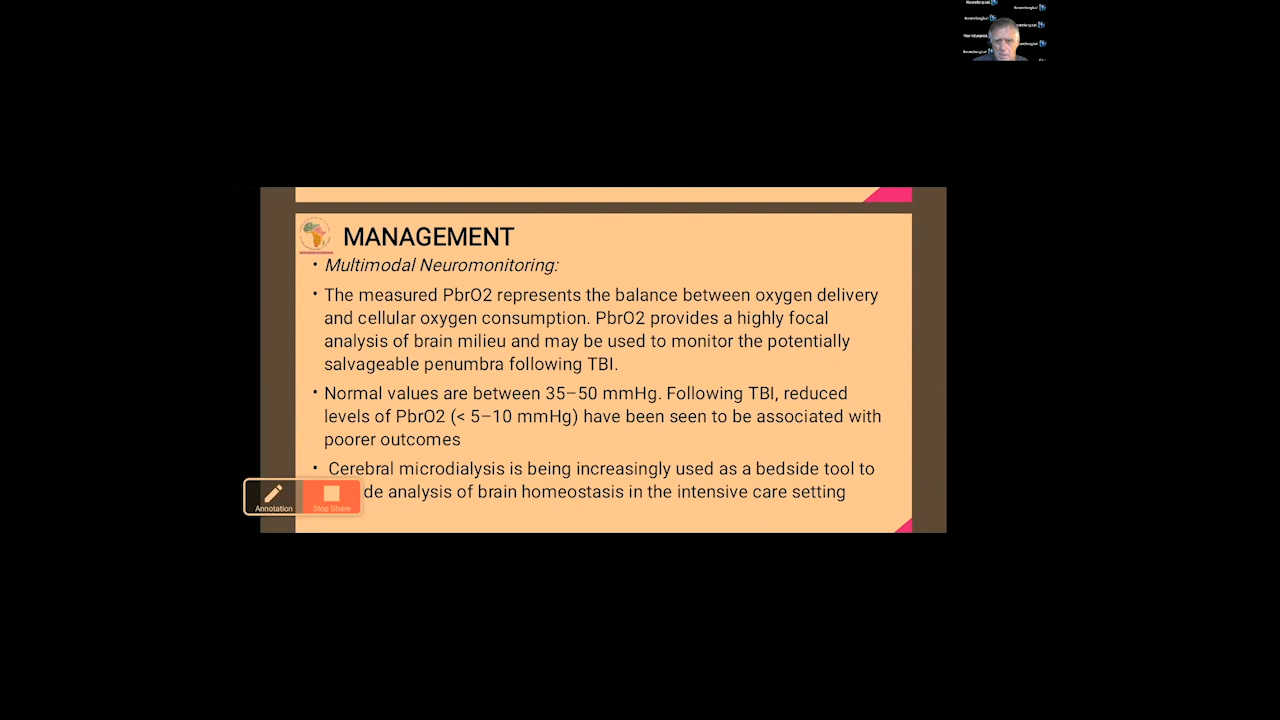 MANAGEMENT
• Multimodal Neuromonitoring:
• The measured PbrO2 represents the balance between oxygen delivery
and cellular oxygen consumption. PbrO2 provides a highly focal
analysis of brain milieu and may be used to monitor the potentially
salvageable penumbra following TBI.
• Normal values are between 35–50 mmHg. Following TBI, reduced
levels of PbrO2 (< 5–10 mmHg) have been seen to be associated with
poorer outcomes
• Cerebral microdialysis is being increasingly used as a bedside tool to
de analysis of brain homeostasis in the intensive care setting
Annotation
Stop Share